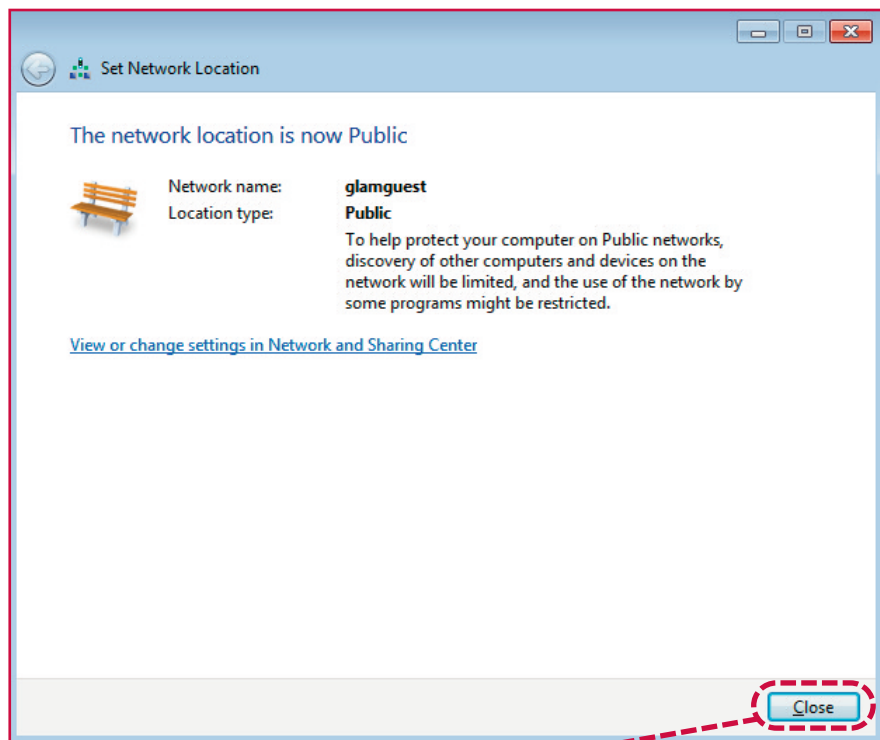 Set Network Location
The network location is now Public
Network name: glamguest
Location type: Public
To help protect your computer on Public networks,
discovery of other computers and devices on the
network will be limited, and the use of the network by
some programs might be restricted.
View or change settings in Network and Sharing Center
Close